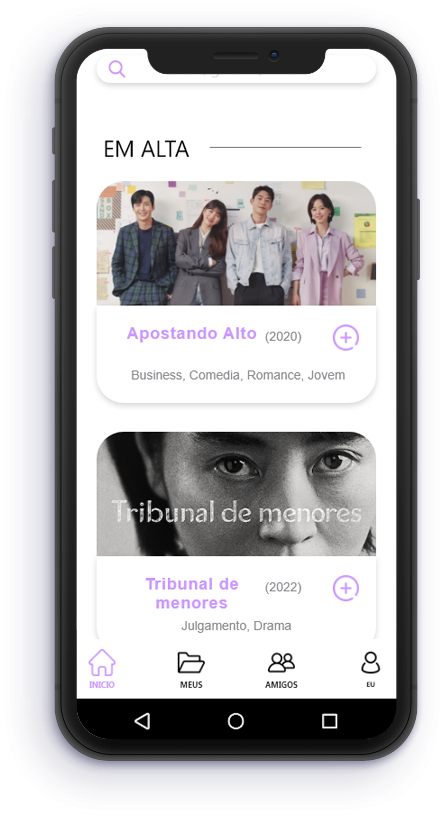 EM ALTA
Apostando Alto (2020)
Business, Comedia, Romance, Jovem
Tribunal de menores
Tribunal de
menores
(2022)
Julgamento, Drama
INICIO
MEUS
AMIGOS
EU